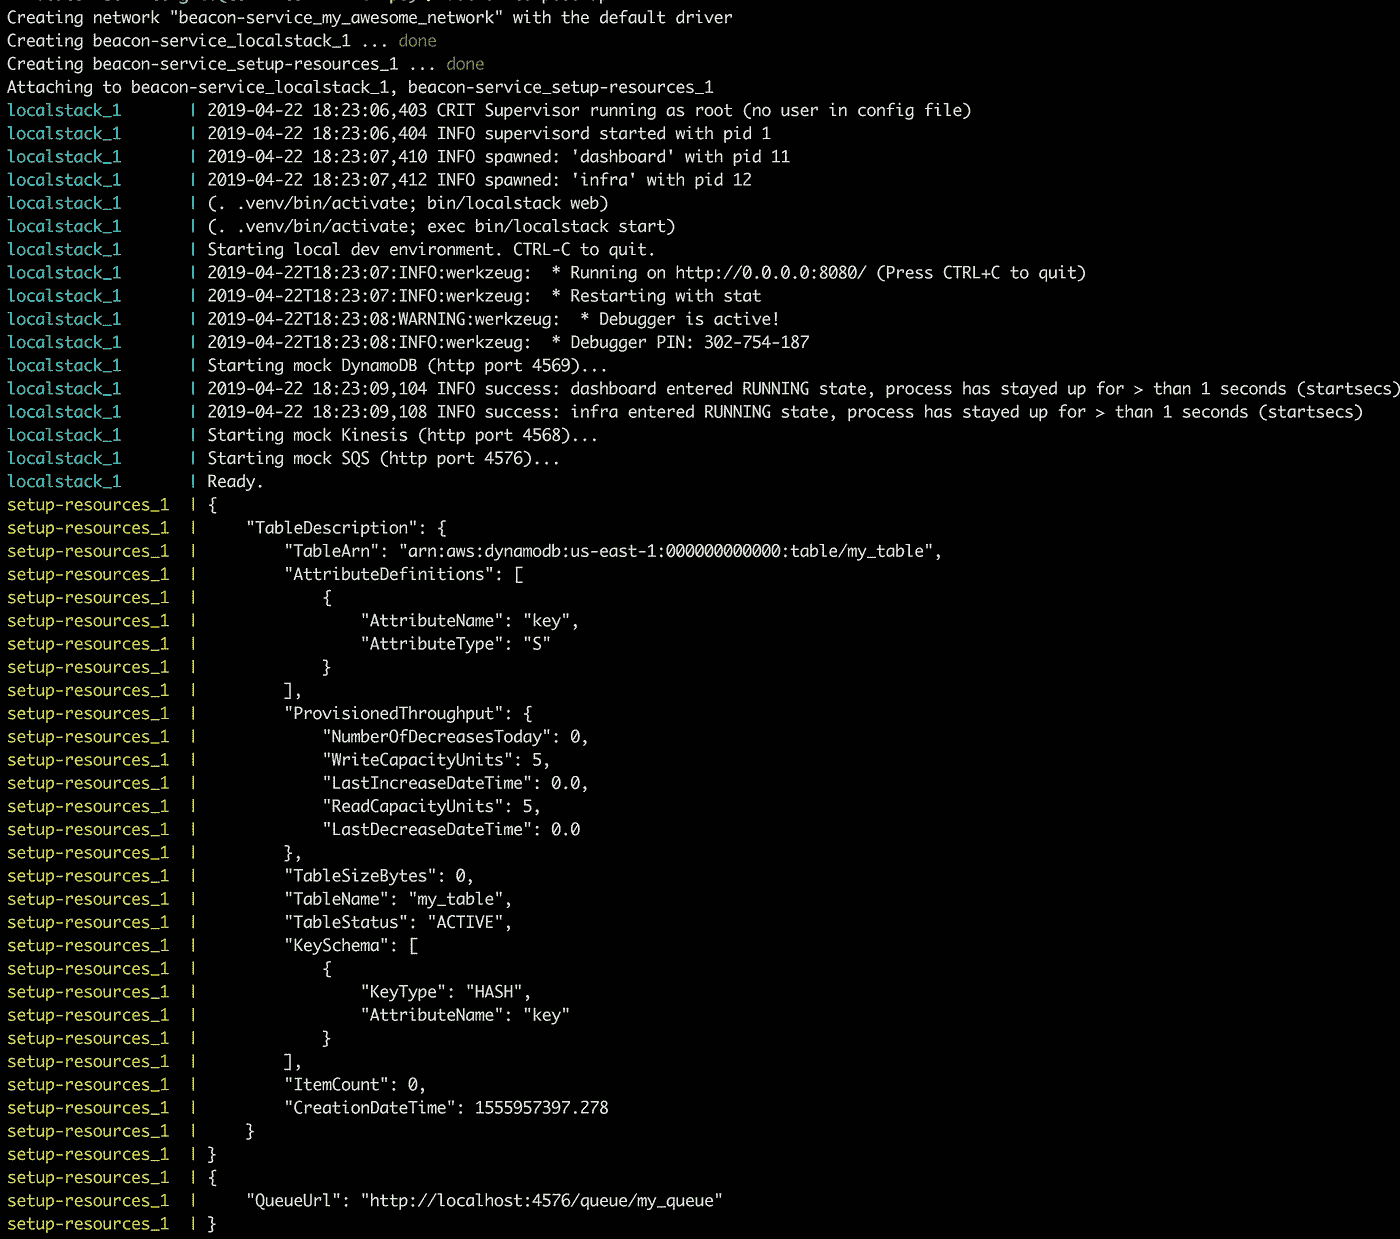 Creating network "beacon-service_my_awesome_network" with the default driver
Creating beacon-service_localstack_1 ... done
Creating beacon-service_setup-resources_1 ... done
Attaching to beacon-service_localstack_1, beacon-service_setup-resources_1
localstack_1       | 2019-04-22 18:23:06,403 CRIT Supervisor running as root (no user in config file)
localstack_1       | 2019-04-22 18:23:06,404 INFO supervisord started with pid 1
localstack_1       | 2019-04-22 18:23:07,410 INFO spawned: 'dashboard' with pid 11
localstack_1       | 2019-04-22 18:23:07,412 INFO spawned: 'infra' with pid 12
localstack_1       | (. .venv/bin/activate; bin/localstack web)
localstack_1       | (. .venv/bin/activate; exec bin/localstack start)
localstack_1       | Starting local dev environment. CTRL-C to quit.
localstack_1       | 2019-04-22T18:23:07:INFO:werkzeug:  * Running on http://0.0.0.0:8080/ (Press CTRL+C to quit)
localstack_1       | 2019-04-22T18:23:07:INFO:werkzeug:  * Restarting with stat
localstack_1       | 2019-04-22T18:23:08:WARNING:werkzeug:  * Debugger is active!
localstack_1       | 2019-04-22T18:23:08:INFO:werkzeug:  * Debugger PIN: 302-754-187
localstack_1       | Starting mock DynamoDB (http port 4569)...
localstack_1       | 2019-04-22 18:23:09,104 INFO success: dashboard entered RUNNING state, process has stayed up for > than 1 seconds (startsecs)
localstack_1       | 2019-04-22 18:23:09,108 INFO success: infra entered RUNNING state, process has stayed up for > than 1 seconds (startsecs)
localstack_1       | Starting mock Kinesis (http port 4568)...
localstack_1       | Starting mock SQS (http port 4576)...
localstack_1       | Ready.
setup-resources_1  | {
setup-resources_1  |     "TableDescription": {
setup-resources_1  |         "TableArn": "arn:aws:dynamodb:us-east-1:000000000000:table/my_table",
setup-resources_1  |         "AttributeDefinitions": [
setup-resources_1  |             {
setup-resources_1  |                 "AttributeName": "key",
setup-resources_1  |                 "AttributeType": "S"
setup-resources_1  |             }
setup-resources_1  |         ],
setup-resources_1  |         "ProvisionedThroughput": {
setup-resources_1  |             "NumberOfDecreasesToday": 0,
setup-resources_1  |             "WriteCapacityUnits": 5,
setup-resources_1  |             "LastIncreaseDateTime": 0.0,
setup-resources_1  |             "ReadCapacityUnits": 5,
setup-resources_1  |             "LastDecreaseDateTime": 0.0
setup-resources_1  |         },
setup-resources_1  |         "TableSizeBytes": 0,
setup-resources_1  |         "TableName": "my_table",
setup-resources_1  |         "TableStatus": "ACTIVE",
setup-resources_1  |         "KeySchema": [
setup-resources_1  |             {
setup-resources_1  |                 "KeyType": "HASH",
setup-resources_1  |                 "AttributeName": "key"
setup-resources_1  |             }
setup-resources_1  |         ],
setup-resources_1  |         "ItemCount": 0,
setup-resources_1  |         "CreationDateTime": 1555957397.278
setup-resources_1  |     }
setup-resources_1  | }
setup-resources_1  | {
setup-resources_1  |     "QueueUrl": "http://localhost:4576/queue/my_queue"
setup-resources_1  | }